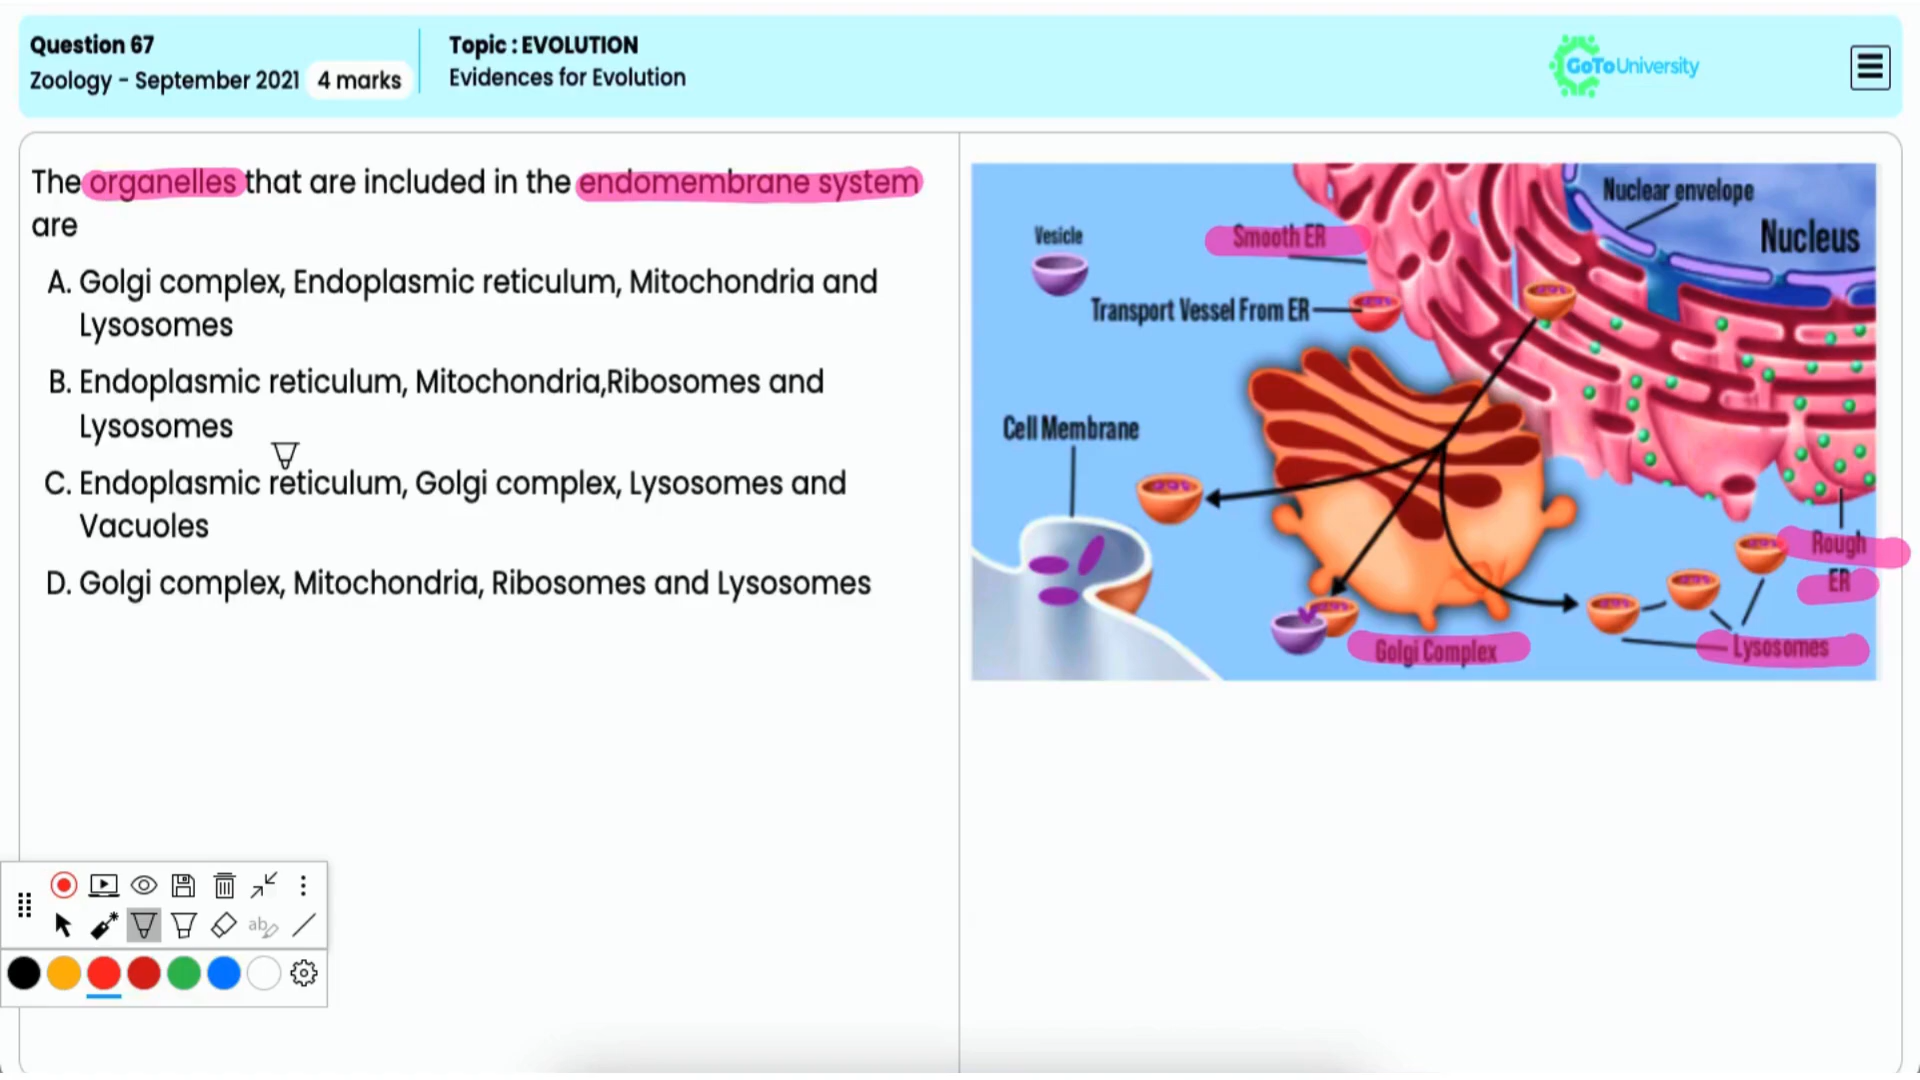 Question 67
Zoology - September 2021 4 marks
Topic : EVOLUTION
Evidences for Evolution
GoToUniversity
The organelles that are included in the endomembrane system
are
A. Golgi complex, Endoplasmic reticulum, Mitochondria and
Lysosomes
B. Endoplasmic reticulum, Mitochondria,Ribosomes and
Lysosomes
C. Endoplasmic reticulum, Golgi complex, Lysosomes and
Vacuoles
D. Golgi complex, Mitochondria, Ribosomes and Lysosomes
Nuclear envelope
Nucleus
Vesicle
Smooth ER
Transport Vessel From ER
Cell Membrane
Rough
ER
Golgi Complex
Lysosomes
ab